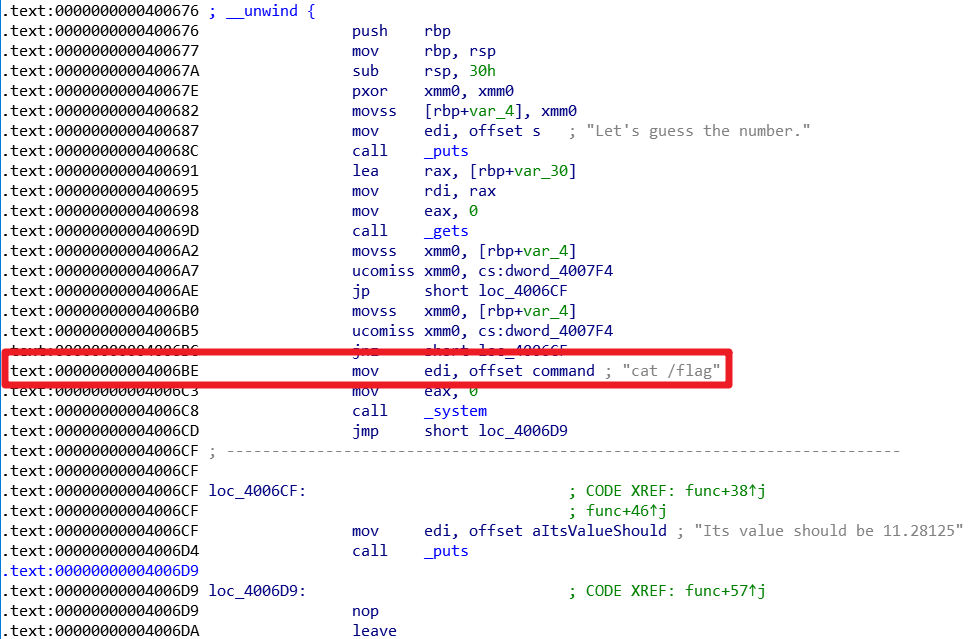 .text:0000000000400676 ; __unwind {
.text:0000000000400676 push rbp
.text:0000000000400677 mov rbp, rsp
.text:000000000040067A sub rsp, 30h
.text:000000000040067E pxor xmm0, xmm0
.text:0000000000400682 movss [rbp+var_4], xmm0
.text:0000000000400687 mov edi, offset s ; "Let's guess the number."
.text:000000000040068C call _puts
.text:0000000000400691 lea rax, [rbp+var_30]
.text:0000000000400695 mov rdi, rax
.text:0000000000400698 mov eax, 0
.text:000000000040069D call _gets
.text:00000000004006A2 movss xmm0, [rbp+var_4]
.text:00000000004006A7 ucomiss xmm0, cs:dword_4007F4
.text:00000000004006AE jp short loc_4006CF
.text:00000000004006B0 movss xmm0, [rbp+var_4]
.text:00000000004006B5 ucomiss xmm0, cs:dword_4007F4
.text:00000000004006BC jnz short loc_4006CF
text:00000000004006BE mov edi, offset command ; "cat /flag"
.text:00000000004006C3 mov eax, 0
.text:00000000004006C8 call _system
.text:00000000004006CD jmp short loc_4006D9
.text:00000000004006CF ; ---------------------------------------------------------------------------
.text:00000000004006CF
.text:00000000004006CF loc_4006CF: ; CODE XREF: func+38↑j
.text:00000000004006CF ; func+46↑j
.text:00000000004006CF mov edi, offset aItsValueShould ; "Its value should be 11.28125"
.text:00000000004006D4 call _puts
.text:00000000004006D9
.text:00000000004006D9 loc_4006D9: ; CODE XREF: func+57↑j
.text:00000000004006D9 nop
.text:00000000004006DA leave